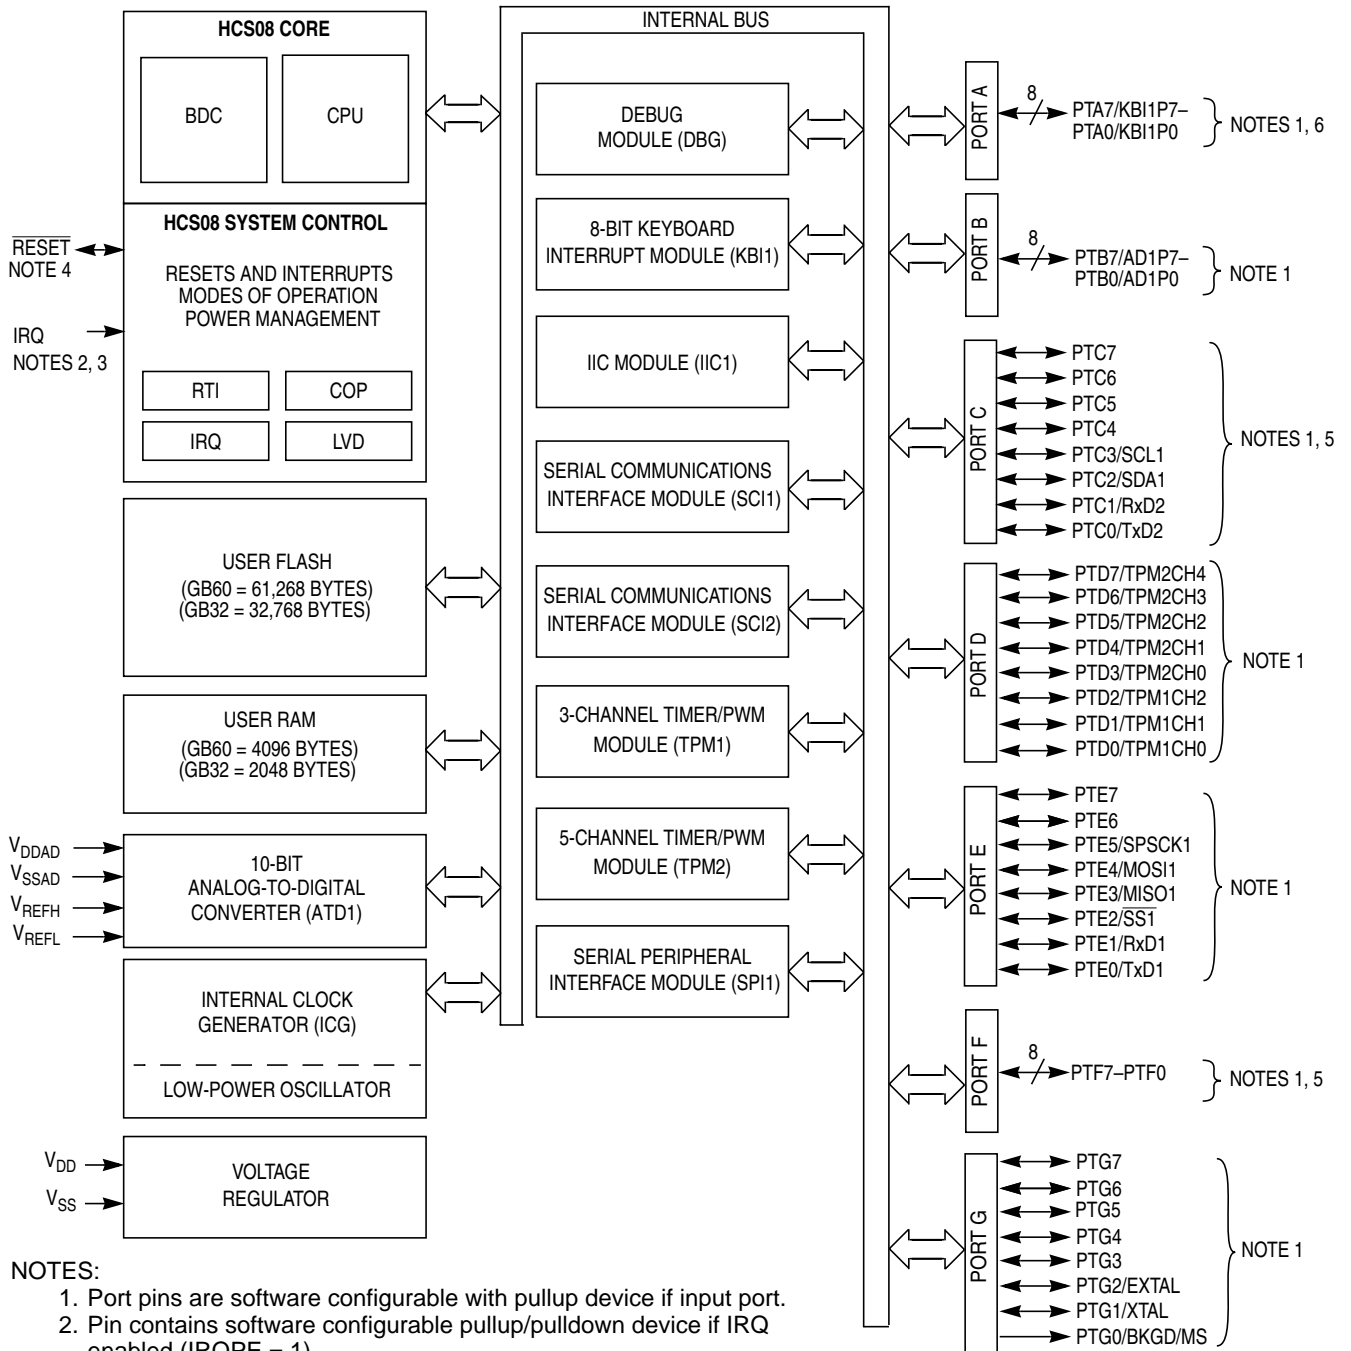 HCS08 CORE
BDC
CPU
HCS08 SYSTEM CONTROL
RESETS AND INTERRUPTS
MODES OF OPERATION
POWER MANAGEMENT
RTI
COP
IRQ
LVD
RESET
NOTE 4
IRQ
NOTES 2, 3
USER FLASH
(GB60 = 61,268 BYTES)
(GB32 = 32,768 BYTES)
USER RAM
(GB60 = 4096 BYTES)
(GB32 = 2048 BYTES)
VDDAD
VSSAD
VREFH
VREFL
10-BIT
ANALOG-TO-DIGITAL
CONVERTER (ATD1)
INTERNAL CLOCK
GENERATOR (ICG)
LOW-POWER OSCILLATOR
VDD
VSS
VOLTAGE
REGULATOR
INTERNAL BUS
DEBUG
MODULE (DBG)
8-BIT KEYBOARD
INTERRUPT MODULE (KBI1)
IIC MODULE (IIC1)
SERIAL COMMUNICATIONS
INTERFACE MODULE (SCI1)
SERIAL COMMUNICATIONS
INTERFACE MODULE (SCI2)
3-CHANNEL TIMER/PWM
MODULE (TPM1)
5-CHANNEL TIMER/PWM
MODULE (TPM2)
SERIAL PERIPHERAL
INTERFACE MODULE (SPI1)
PORT A
8
PTA7/KBI1P7–
PTA0/KBI1P0
NOTES 1, 6
PORT B
8
PTB7/AD1P7–
PTB0/AD1P0
NOTE 1
PORT C
PTC7
PTC6
PTC5
PTC4
PTC3/SCL1
PTC2/SDA1
PTC1/RxD2
PTC0/TxD2
NOTES 1, 5
PORT D
PTD7/TPM2CH4
PTD6/TPM2CH3
PTD5/TPM2CH2
PTD4/TPM2CH1
PTD3/TPM2CH0
PTD2/TPM1CH2
PTD1/TPM1CH1
PTD0/TPM1CH0
NOTE 1
PORT E
PTE7
PTE6
PTE5/SPSCK1
PTE4/MOSI1
PTE3/MISO1
PTE2/SS1
PTE1/RxD1
PTE0/TxD1
NOTE 1
PORT F
8
PTF7–PTF0
NOTES 1, 5
PORT G
PTG7
PTG6
PTG5
PTG4
PTG3
PTG2/EXTAL
PTG1/XTAL
PTG0/BKGD/MS
NOTE 1
NOTES:
1. Port pins are software configurable with pullup device if input port.
2. Pin contains software configurable pullup/pulldown device if IRQ
enabled (IRQPE = 1)